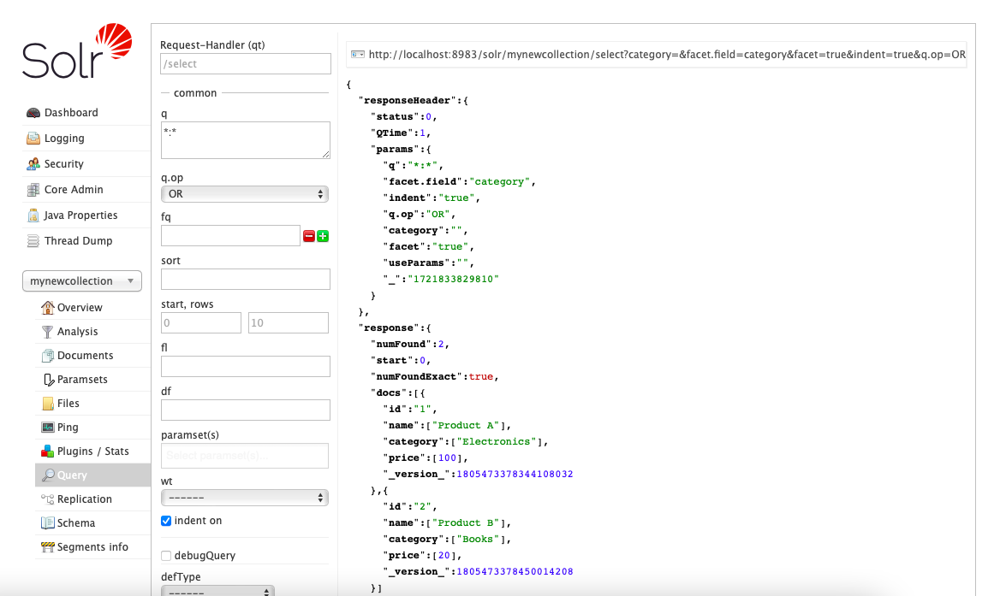 Solr
Dashboard
Logging
Security
Core Admin
Java Properties
Thread Dump
mynewcollection
Overview
Analysis
Documents
Paramsets
Files
Ping
Plugins / Stats
Query
Replication
Schema
Segments info
Request-Handler (qt)
/select
common
q
*:*
q.op
OR
fq
sort
start, rows
0 10
fl
df
paramset(s)
Select paramset(s)...
wt
------
indent on
debugQuery
defType
------
http://localhost:8983/solr/mynewcollection/select?category=&facet.field=category&facet=true&indent=true&q.op=OR
{
"responseHeader":{
"status":0,
"QTime":1,
"params":{
"q":"*:*",
"facet.field":"category",
"indent":"true",
"q.op":"OR",
"category":"",
"facet":"true",
"useParams":"",
"_":"1721833829810"
}
},
"response":{
"numFound":2,
"start":0,
"numFoundExact":true,
"docs":[{
"id":"1",
"name":["Product A"],
"category":["Electronics"],
"price":[100],
"_version_":1805473378344108032
},{
"id":"2",
"name":["Product B"],
"category":["Books"],
"price":[20],
"_version_":1805473378450014208
}]